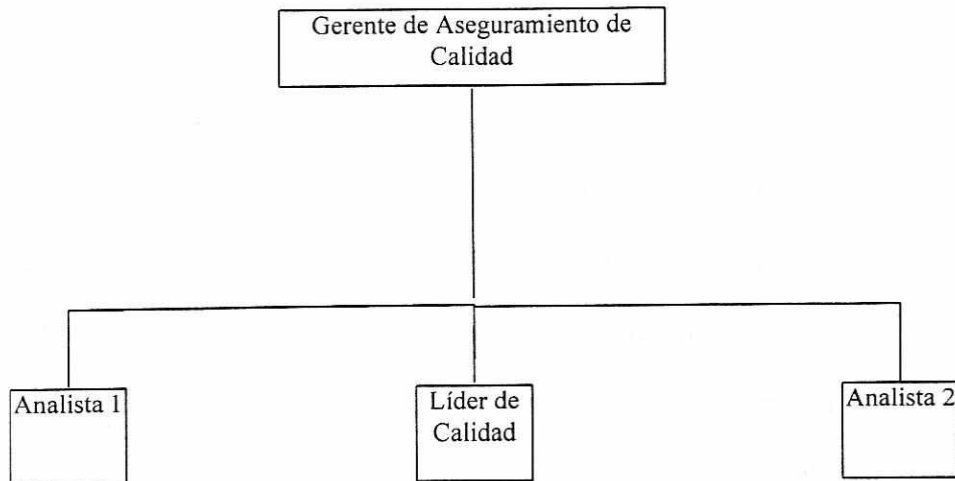 Gerente de Aseguramiento de
Calidad
Analista 1
Líder de
Calidad
Analista 2